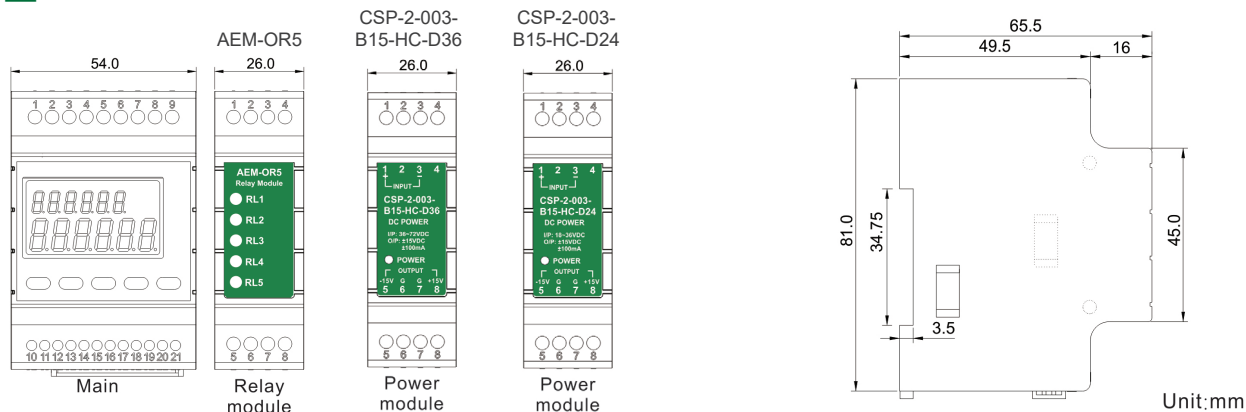 54.0
1 2 3 4 5 6 7 8 9
10 11 12 13 14 15 16 17 18 19 20 21
Main
AEM-OR5
26.0
1 2 3 4
AEM-OR5
Relay Module
RL1
RL2
RL3
RL4
RL5
5 6 7 8
Relay
module
CSP-2-003-
B15-HC-D36
26.0
1 2 3 4
1 2 3 4
+ −
INPUT
CSP-2-003-
B15-HC-D36
DC POWER
I/P: 36~72VDC
O/P: ±15VDC
±100mA
POWER
OUTPUT
-15V G G +15V
5 6 7 8
5 6 7 8
Power
module
CSP-2-003-
B15-HC-D24
26.0
1 2 3 4
1 2 3 4
+ −
INPUT
CSP-2-003-
B15-HC-D24
DC POWER
I/P: 18~36VDC
O/P: ±15VDC
±100mA
POWER
OUTPUT
-15V G G +15V
5 6 7 8
5 6 7 8
Power
module
65.5
49.5 16
81.0
34.75
3.5
45.0
Unit:mm